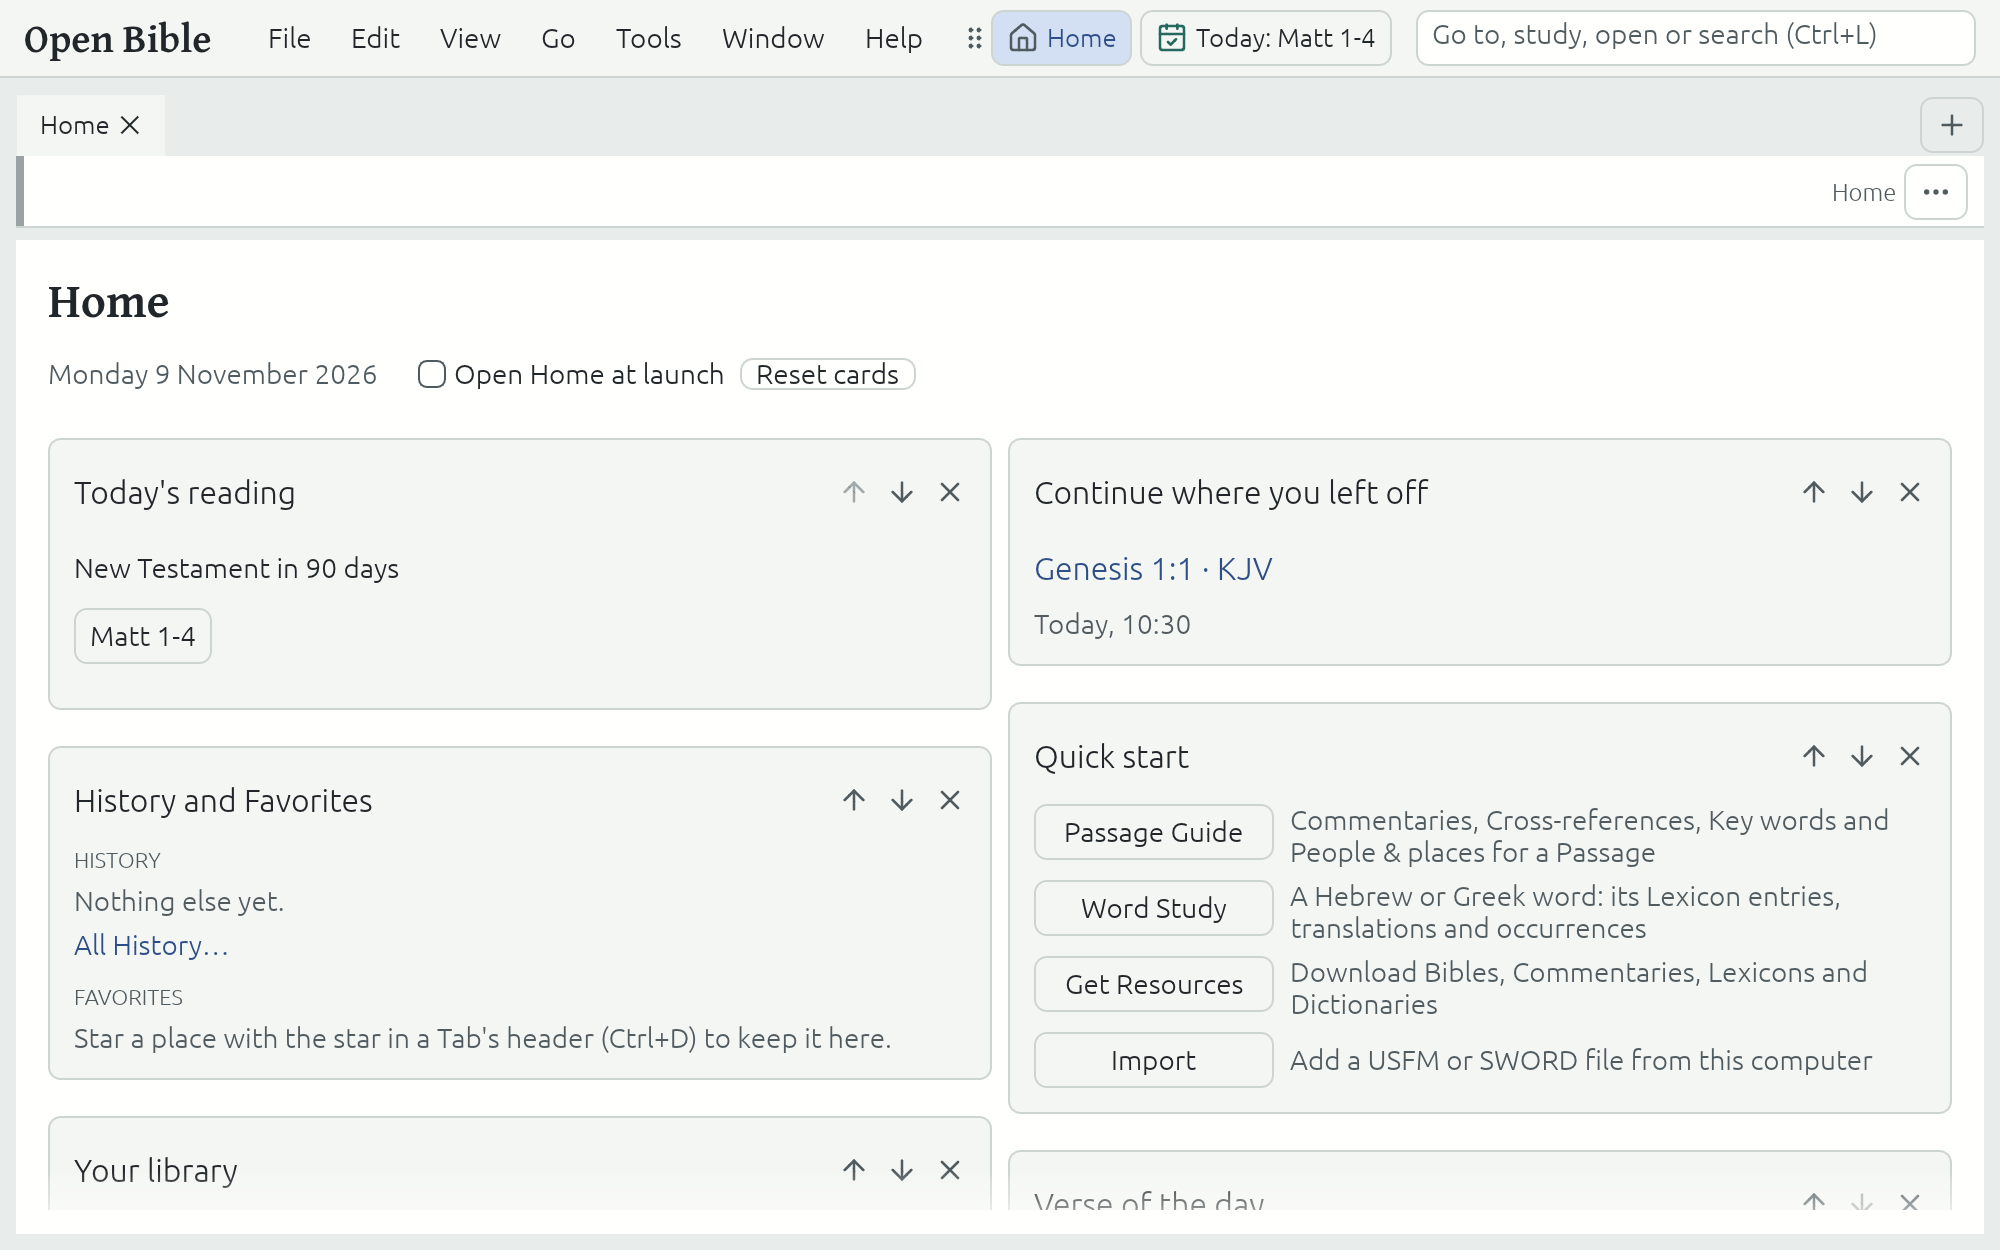 Open Bible
File Edit View Go Tools Window Help
Home
Today: Matt 1-4
Go to, study, open or search (Ctrl+L)
Home
Home
Home
Monday 9 November 2026
Open Home at launch
Reset cards
Today's reading
New Testament in 90 days
Matt 1-4
History and Favorites
HISTORY
Nothing else yet.
All History…
FAVORITES
Star a place with the star in a Tab's header (Ctrl+D) to keep it here.
Your library
Continue where you left off
Genesis 1:1 · KJV
Today, 10:30
Quick start
Passage Guide
Commentaries, Cross-references, Key words and
People & places for a Passage
Word Study
A Hebrew or Greek word: its Lexicon entries,
translations and occurrences
Get Resources
Download Bibles, Commentaries, Lexicons and
Dictionaries
Import
Add a USFM or SWORD file from this computer
Verse of the day